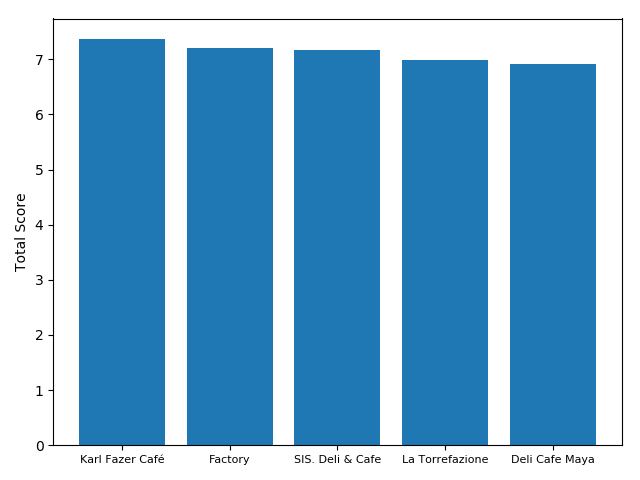 Total Score
7
6
5
4
3
2
1
0
Karl Fazer Café
Factory
SIS. Deli & Cafe
La Torrefazione
Deli Cafe Maya